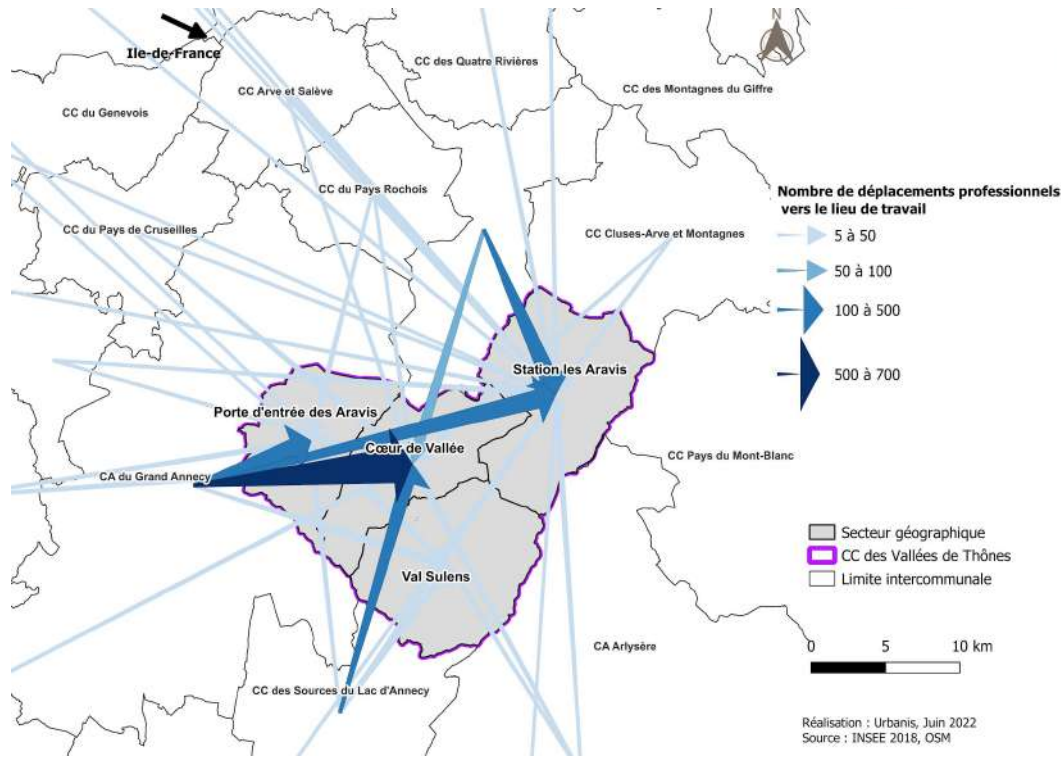 N
Ile-de-France
CC des Quatre Rivières
CC Arve et Salève
CC des Montagnes du Giffre
CC du Genevois
CC du Pays Rochois
Nombre de déplacements professionnels
vers le lieu de travail
CC du Pays de Cruseilles
CC Cluses-Arve et Montagnes
5 à 50
50 à 100
100 à 500
500 à 700
Station les Aravis
Porte d'entrée des Aravis
Cœur de Vallée
CC Pays du Mont-Blanc
CA du Grand Annecy
Secteur géographique
CC des Vallées de Thônes
Limite intercommunale
Val Sulens
CA Arlysère
0 5 10 km
CC des Sources du Lac d'Annecy
Réalisation : Urbanis, Juin 2022
Source : INSEE 2018, OSM